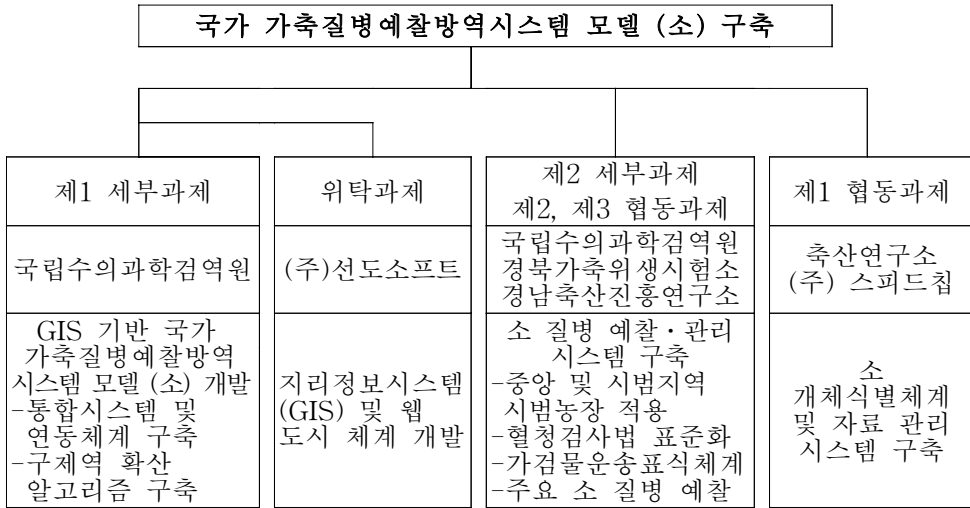 국가 가축질병예찰방역시스템 모델 (소) 구축
제1 세부과제
국립수의과학검역원
GIS 기반 국가
가축질병예찰방역
시스템 모델 (소) 개발
-통합시스템 및
연동체계 구축
-구제역 확산
알고리즘 구축
위탁과제
(주)선도소프트
지리정보시스템
(GIS) 및 웹
도시 체계 개발
제2 세부과제
제2, 제3 협동과제
국립수의과학검역원
경북가축위생시험소
경남축산진흥연구소
소 질병 예찰·관리
시스템 구축
-중앙 및 시범지역
시범농장 적용
-혈청검사법 표준화
-가검물운송표식체계
-주요 소 질병 예찰
제1 협동과제
축산연구소
(주) 스피드칩
소
개체식별체계
및 자료 관리
시스템 구축